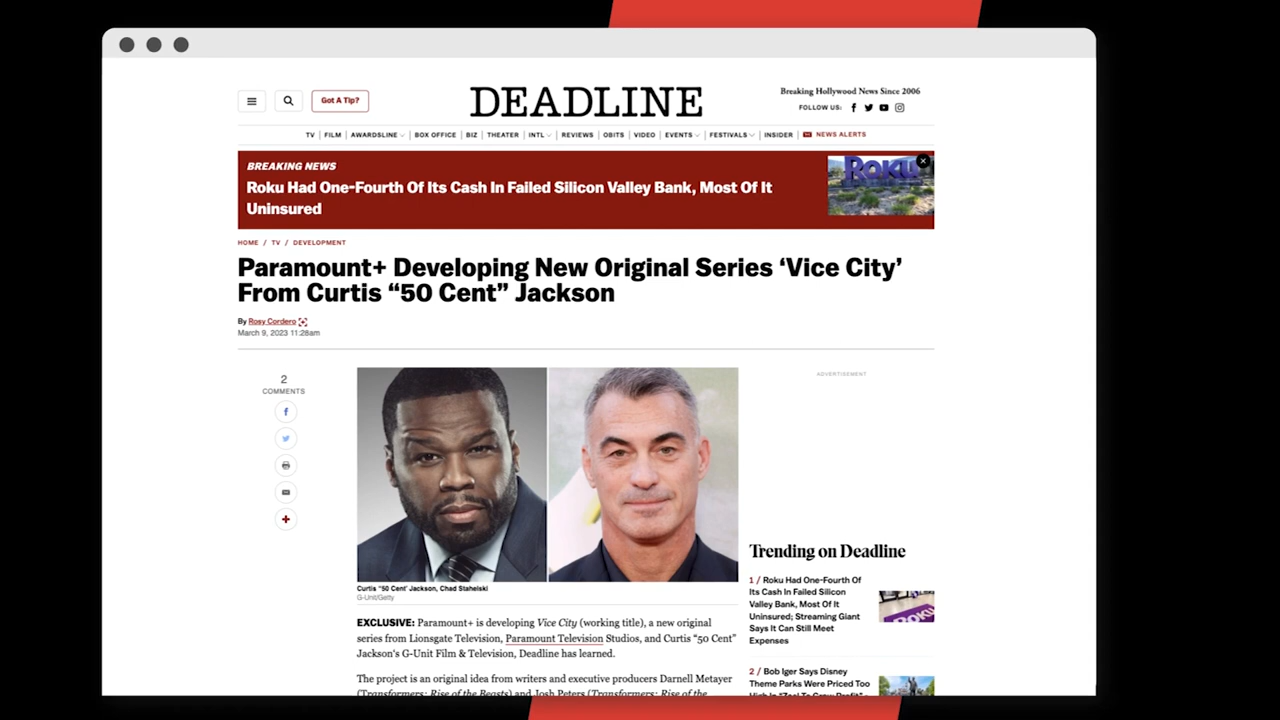 Got A Tip?
DEADLINE
Breaking Hollywood News Since 2006
FOLLOW US:
TV | FILM | AWARDSLINE | BOX OFFICE | BIZ | THEATER | INTL | REVIEWS | OBITS | VIDEO | EVENTS | FESTIVALS | INSIDER | NEWS ALERTS
BREAKING NEWS
Roku Had One-Fourth Of Its Cash In Failed Silicon Valley Bank, Most Of It
Uninsured
ROKU
HOME / TV / DEVELOPMENT
Paramount+ Developing New Original Series ‘Vice City’
From Curtis “50 Cent” Jackson
By Rosy Cordero
March 9, 2023 11:28am
2
COMMENTS
ADVERTISEMENT
Curtis "50 Cent' Jackson, Chad Stahelski
G-Unit/Getty
EXCLUSIVE: Paramount+ is developing Vice City (working title), a new original
series from Lionsgate Television, Paramount Television Studios, and Curtis “50 Cent”
Jackson's G-Unit Film & Television, Deadline has learned.
The project is an original idea from writers and executive producers Darnell Metayer
(Transformers: Rise of the Beasts) and Josh Peters (Transformers: Rise of the
Trending on Deadline
1 / Roku Had One-Fourth Of
Its Cash In Failed Silicon
Valley Bank, Most Of It
Uninsured; Streaming Giant
Says It Can Still Meet
Expenses
ROKU
2 / Bob Iger Says Disney
Theme Parks Were Priced Too
High In “Zeal To Grow Profit” –